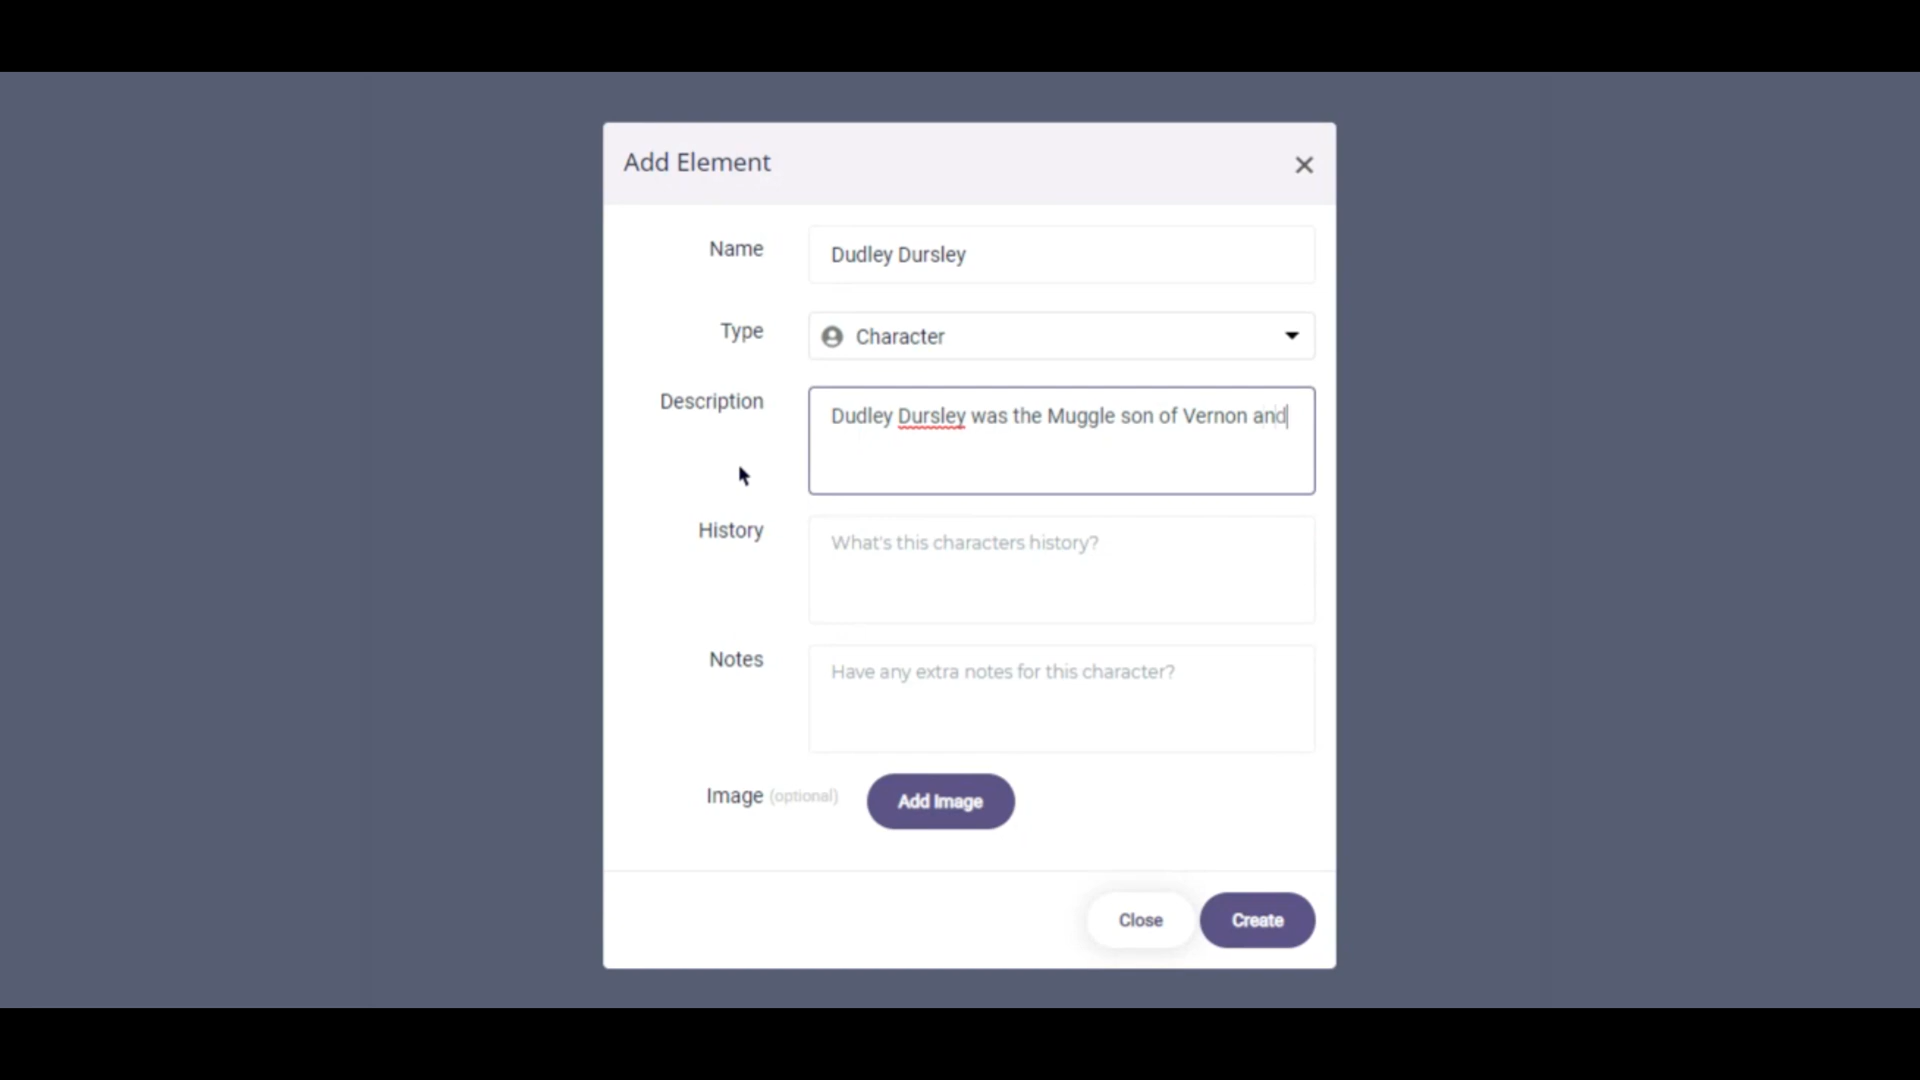 Add Element
Name
Dudley Dursley
Type
Character
Description
Dudley Dursley was the Muggle son of Vernon and
History
What's this characters history?
Notes
Have any extra notes for this character?
Image (optional)
Add Image
Close
Create